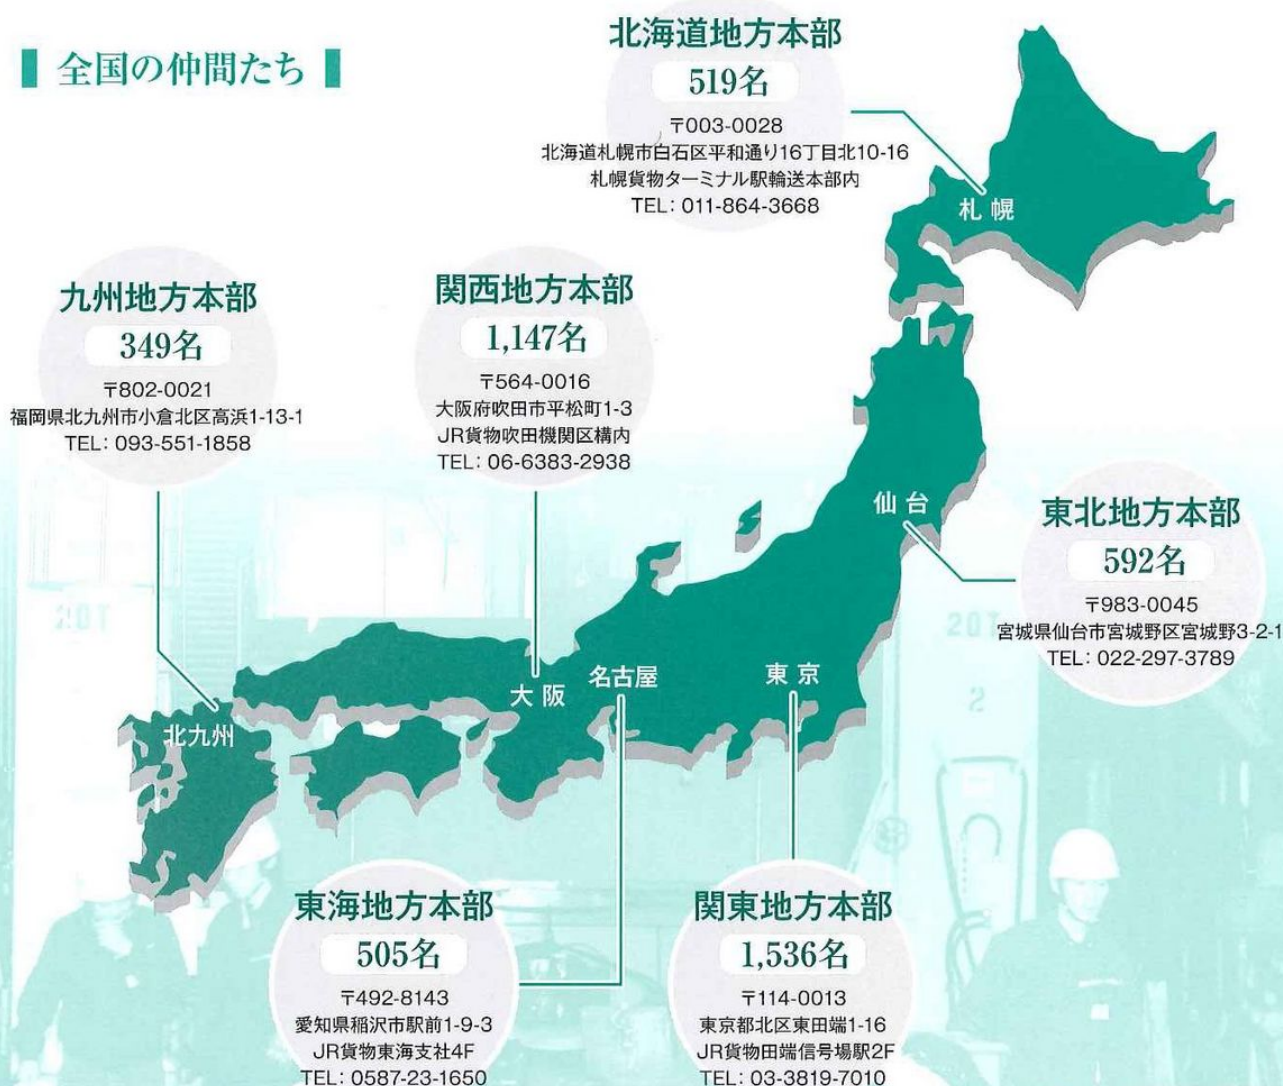 全国の仲間たち
北海道地方本部
519名
〒003-0028
北海道札幌市白石区平和通り16丁目北10-16
札幌貨物ターミナル駅輸送本部内
TEL: 011-864-3668
札幌
九州地方本部
349名
〒802-0021
福岡県北九州市小倉北区高浜1-13-1
TEL: 093-551-1858
関西地方本部
1,147名
〒564-0016
大阪府吹田市平松町1-3
JR貨物吹田機関区構内
TEL: 06-6383-2938
仙台
東北地方本部
592名
〒983-0045
宮城県仙台市宮城野区宮城野3-2-1
TEL: 022-297-3789
20T
20T
2
大阪
名古屋
東京
北九州
東海地方本部
505名
〒492-8143
愛知県稲沢市駅前1-9-3
JR貨物東海支社4F
TEL: 0587-23-1650
関東地方本部
1,536名
〒114-0013
東京都北区東田端1-16
JR貨物田端信号場駅2F
TEL: 03-3819-7010